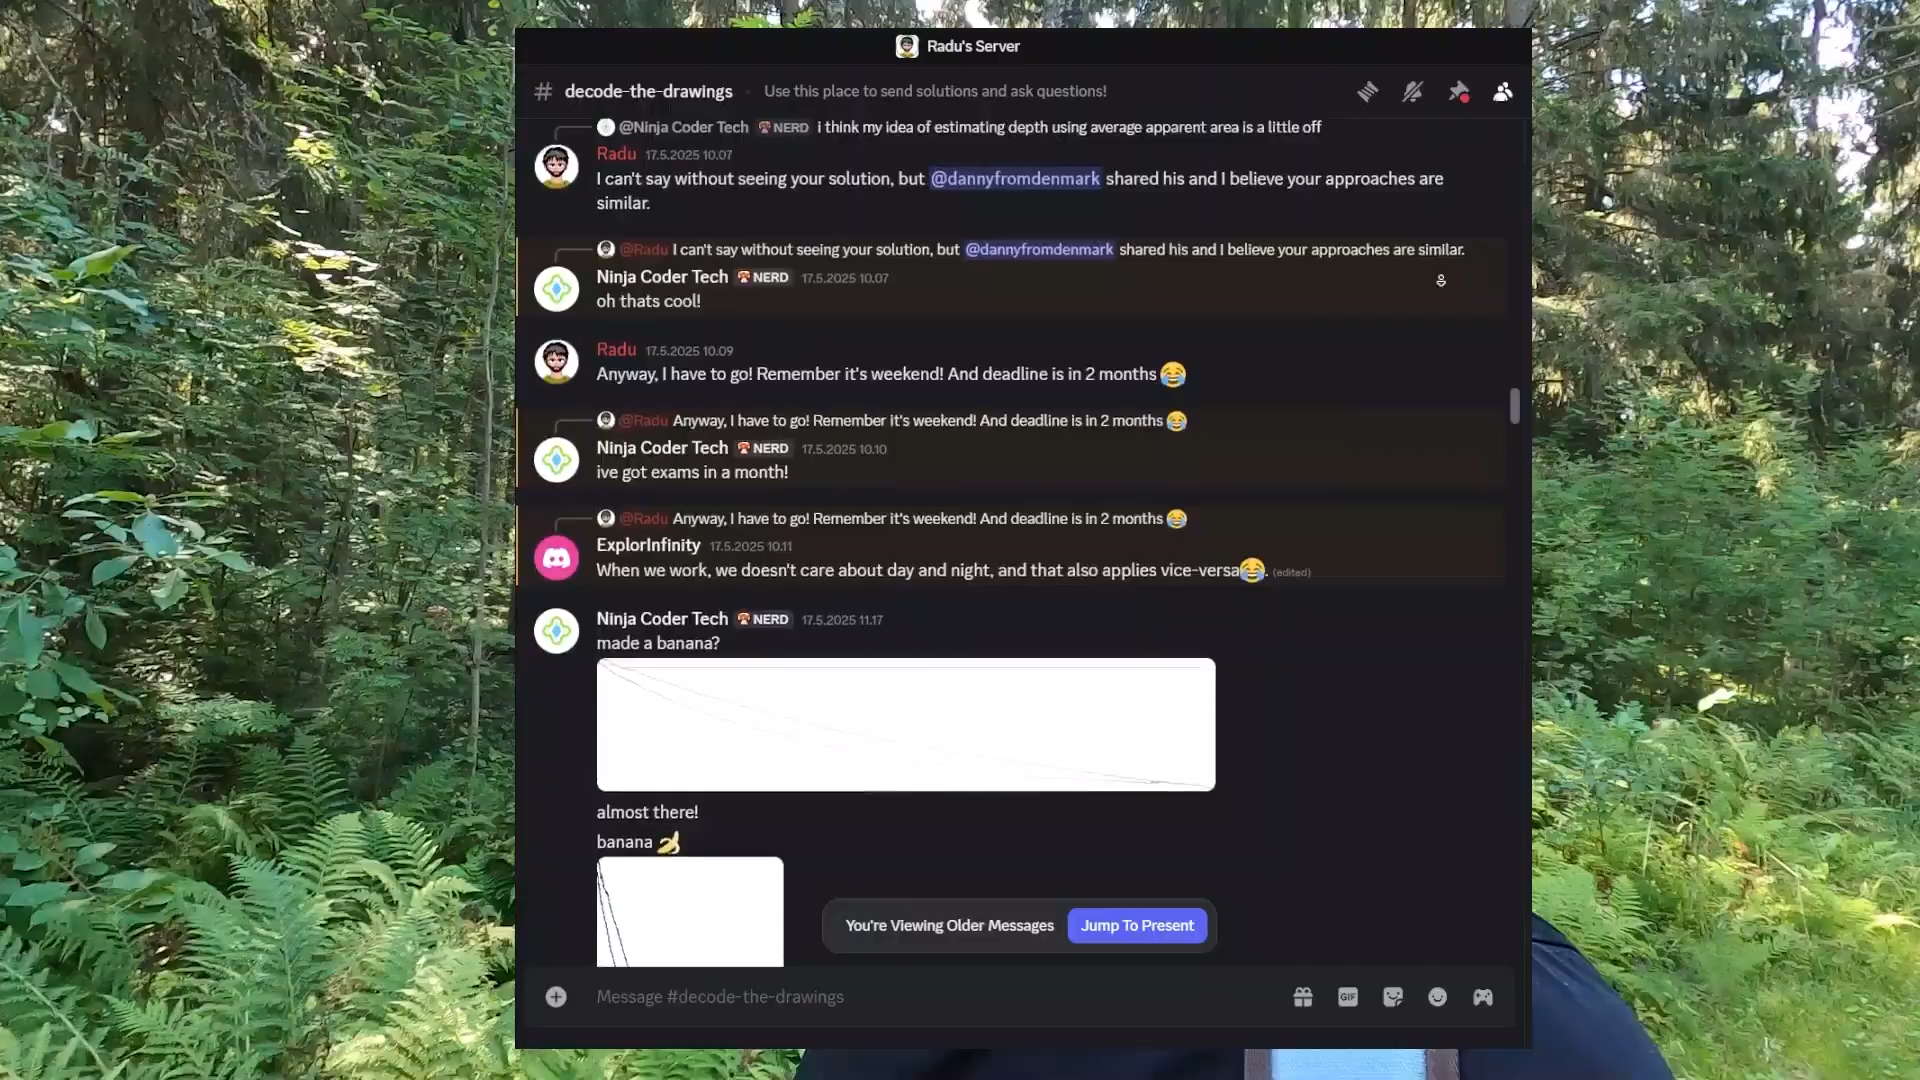 Radu's Server
# decode-the-drawings Use this place to send solutions and ask questions!
@Ninja Coder Tech NERD i think my idea of estimating depth using average apparent area is a little off
Radu 17.5.2025 10.07
I can't say without seeing your solution, but @dannyfromdenmark shared his and I believe your approaches are
similar.
@Radu I can't say without seeing your solution, but @dannyfromdenmark shared his and I believe your approaches are similar.
Ninja Coder Tech NERD 17.5.2025 10.07
oh thats cool!
Radu 17.5.2025 10.09
Anyway, I have to go! Remember it's weekend! And deadline is in 2 months 😂
@Radu Anyway, I have to go! Remember it's weekend! And deadline is in 2 months 😂
Ninja Coder Tech NERD 17.5.2025 10.10
ive got exams in a month!
@Radu Anyway, I have to go! Remember it's weekend! And deadline is in 2 months 😂
ExplorInfinity 17.5.2025 10.11
When we work, we doesn't care about day and night, and that also applies vice-versa😂. (edited)
Ninja Coder Tech NERD 17.5.2025 11.17
made a banana?
almost there!
banana 🍌
You're Viewing Older Messages Jump To Present
Message #decode-the-drawings
GIF